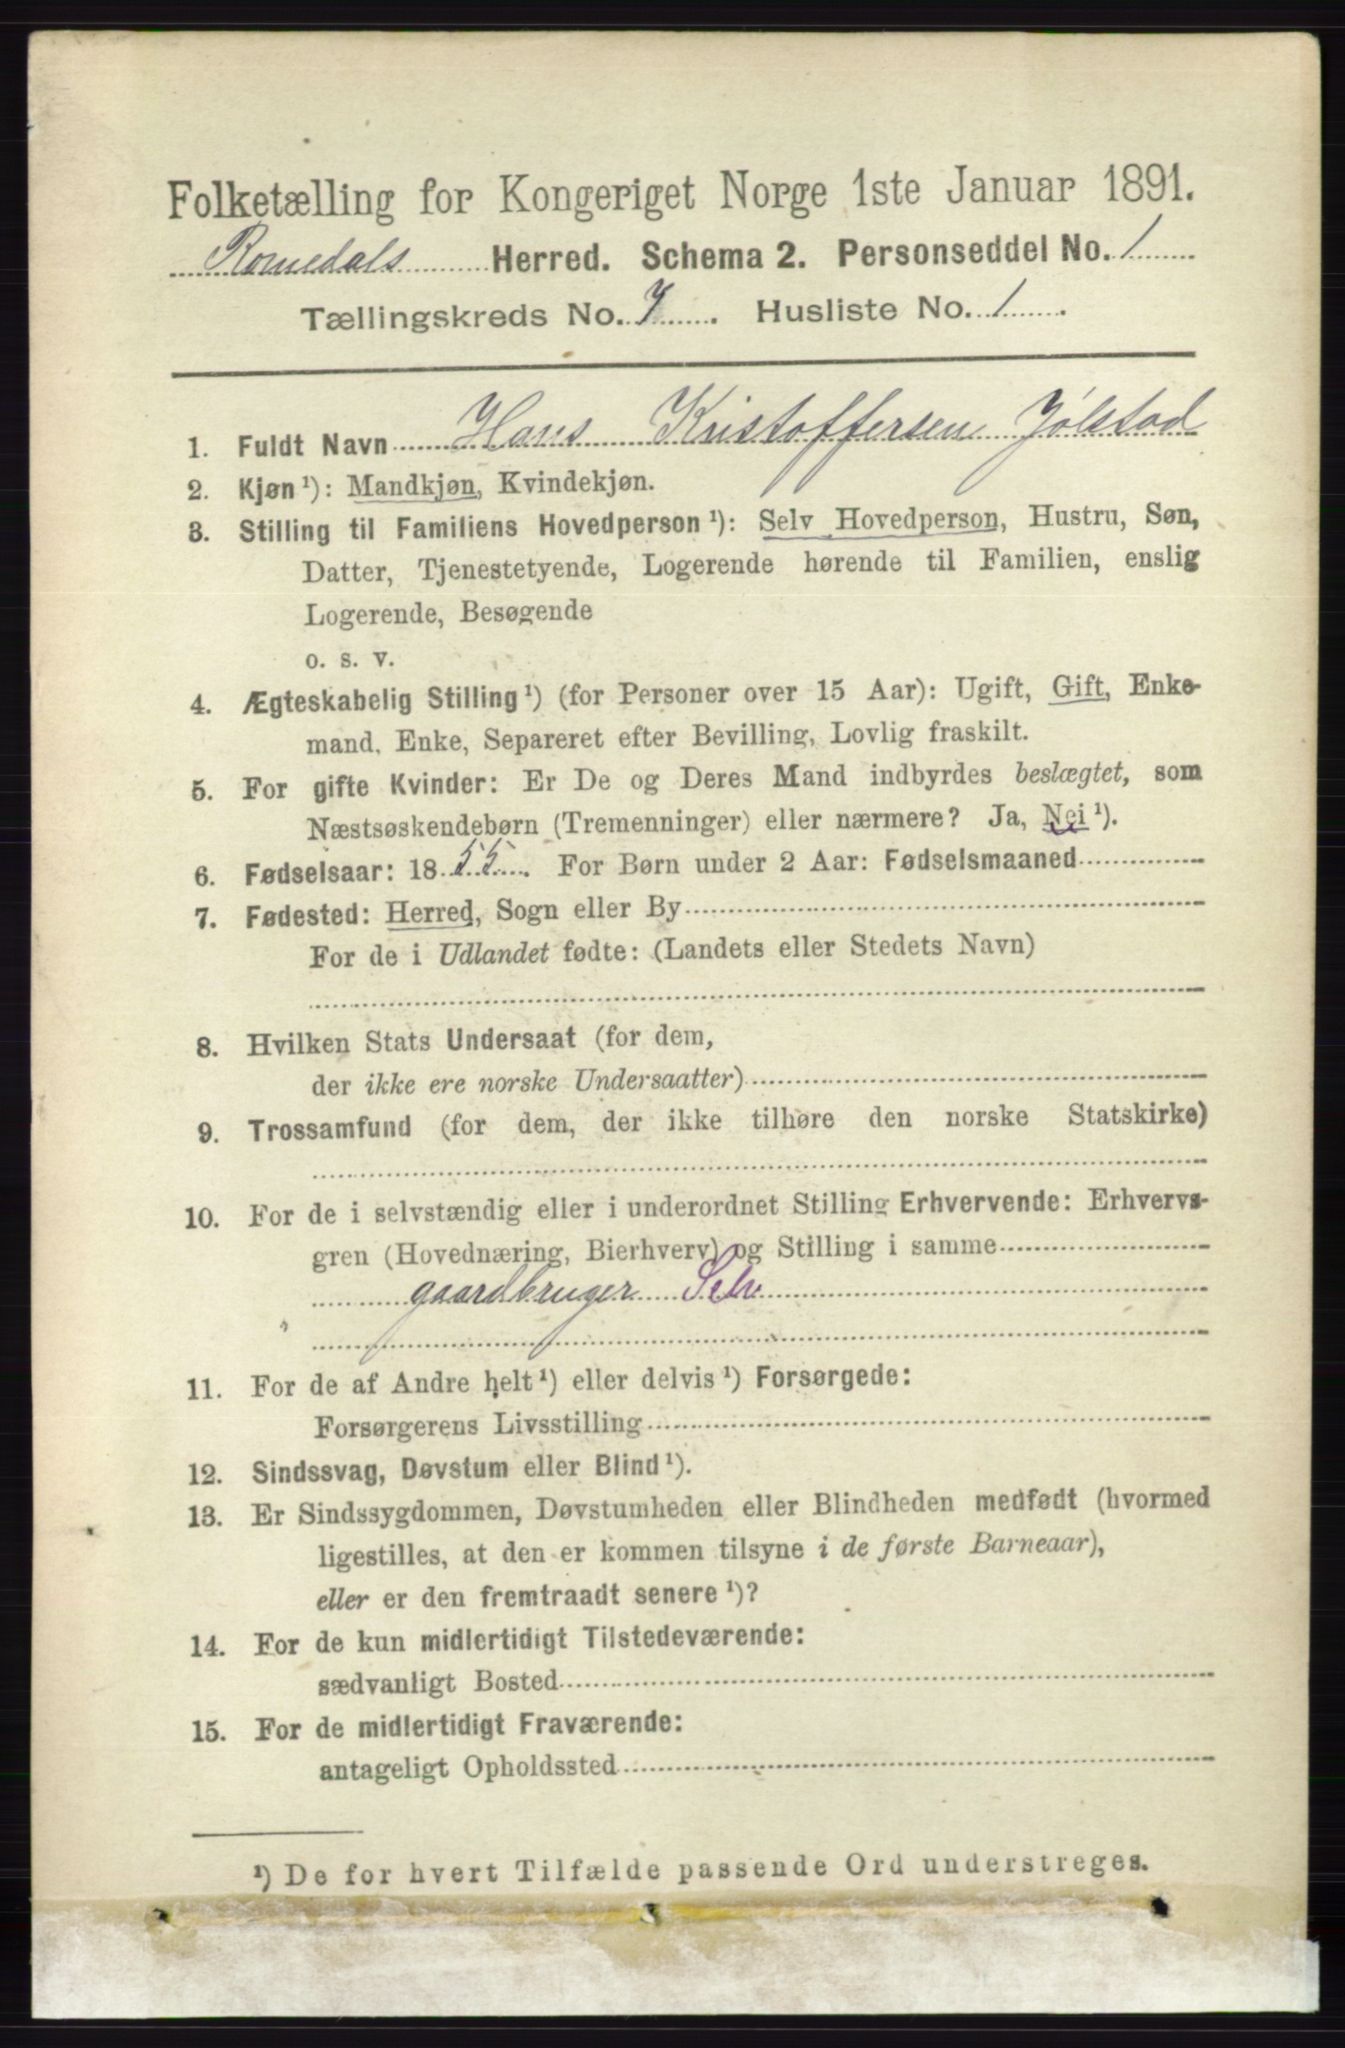 Folketælling for Kongeriget Norge 1ste Januar 1891.
Romedals Herred. Schema 2. Personseddel No. 1
Tællingskreds No. 7. Husliste No. 1.
1. Fuldt Navn Hans Kristoffersen Jølstad
2. Kjøn ¹): Mandkjøn, Kvindekjøn.
3. Stilling til Familiens Hovedperson ¹): Selv Hovedperson, Hustru, Søn,
Datter, Tjenestetyende, Logerende hørende til Familien, enslig
Logerende, Besøgende
o. s. v.
4. Ægteskabelig Stilling ¹) (for Personer over 15 Aar): Ugift, Gift, Enke-
mand, Enke, Separeret efter Bevilling, Lovlig fraskilt.
5. For gifte Kvinder: Er De og Deres Mand indbyrdes beslægtet, som
Næstsøskendebørn (Tremenninger) eller nærmere? Ja, Nei ¹).
6. Fødselsaar: 1855. For Børn under 2 Aar: Fødselsmaaned
7. Fødested: Herred, Sogn eller By
For de i Udlandet fødte: (Landets eller Stedets Navn)
8. Hvilken Stats Undersaat (for dem,
der ikke ere norske Undersaatter)
9. Trossamfund (for dem, der ikke tilhøre den norske Statskirke)
10. For de i selvstændig eller i underordnet Stilling Erhvervende: Erhvervs-
gren (Hovednæring, Bierhverv) og Stilling i samme
gaardbruger Selv
11. For de af Andre helt ¹) eller delvis ¹) Forsørgede:
Forsørgerens Livsstilling
12. Sindssvag, Døvstum eller Blind ¹).
13. Er Sindssygdommen, Døvstumheden eller Blindheden medfødt (hvormed
ligestilles, at den er kommen tilsyne i de første Barneaar),
eller er den fremtraadt senere ¹)?
14. For de kun midlertidigt Tilstedeværende:
sædvanligt Bosted
15. For de midlertidigt Fraværende:
antageligt Opholdssted
¹) De for hvert Tilfælde passende Ord understreges.